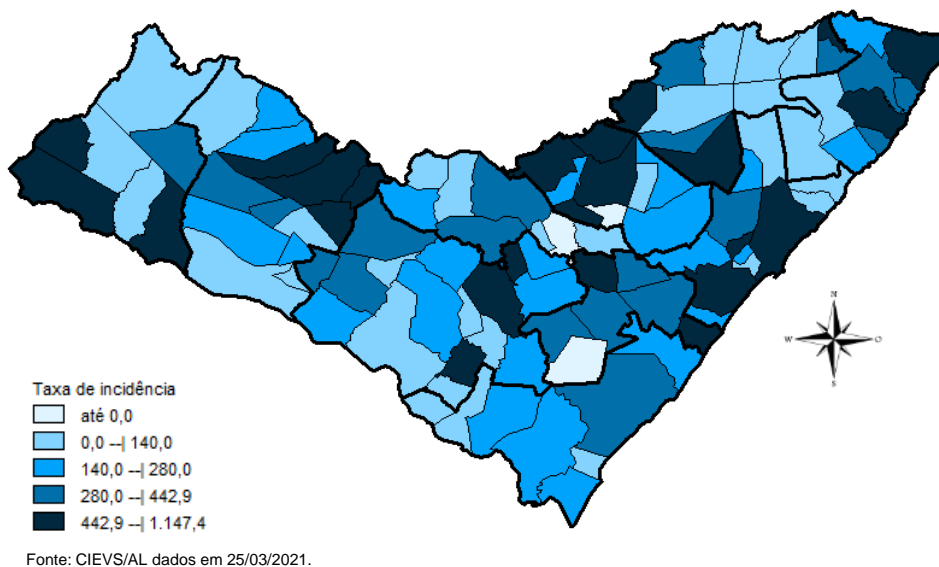 N
W
O
S
Taxa de incidência
até 0,0
0,0 --| 140,0
140,0 --| 280,0
280,0 --| 442,9
442,9 --| 1.147,4
Fonte: CIEVS/AL dados em 25/03/2021.